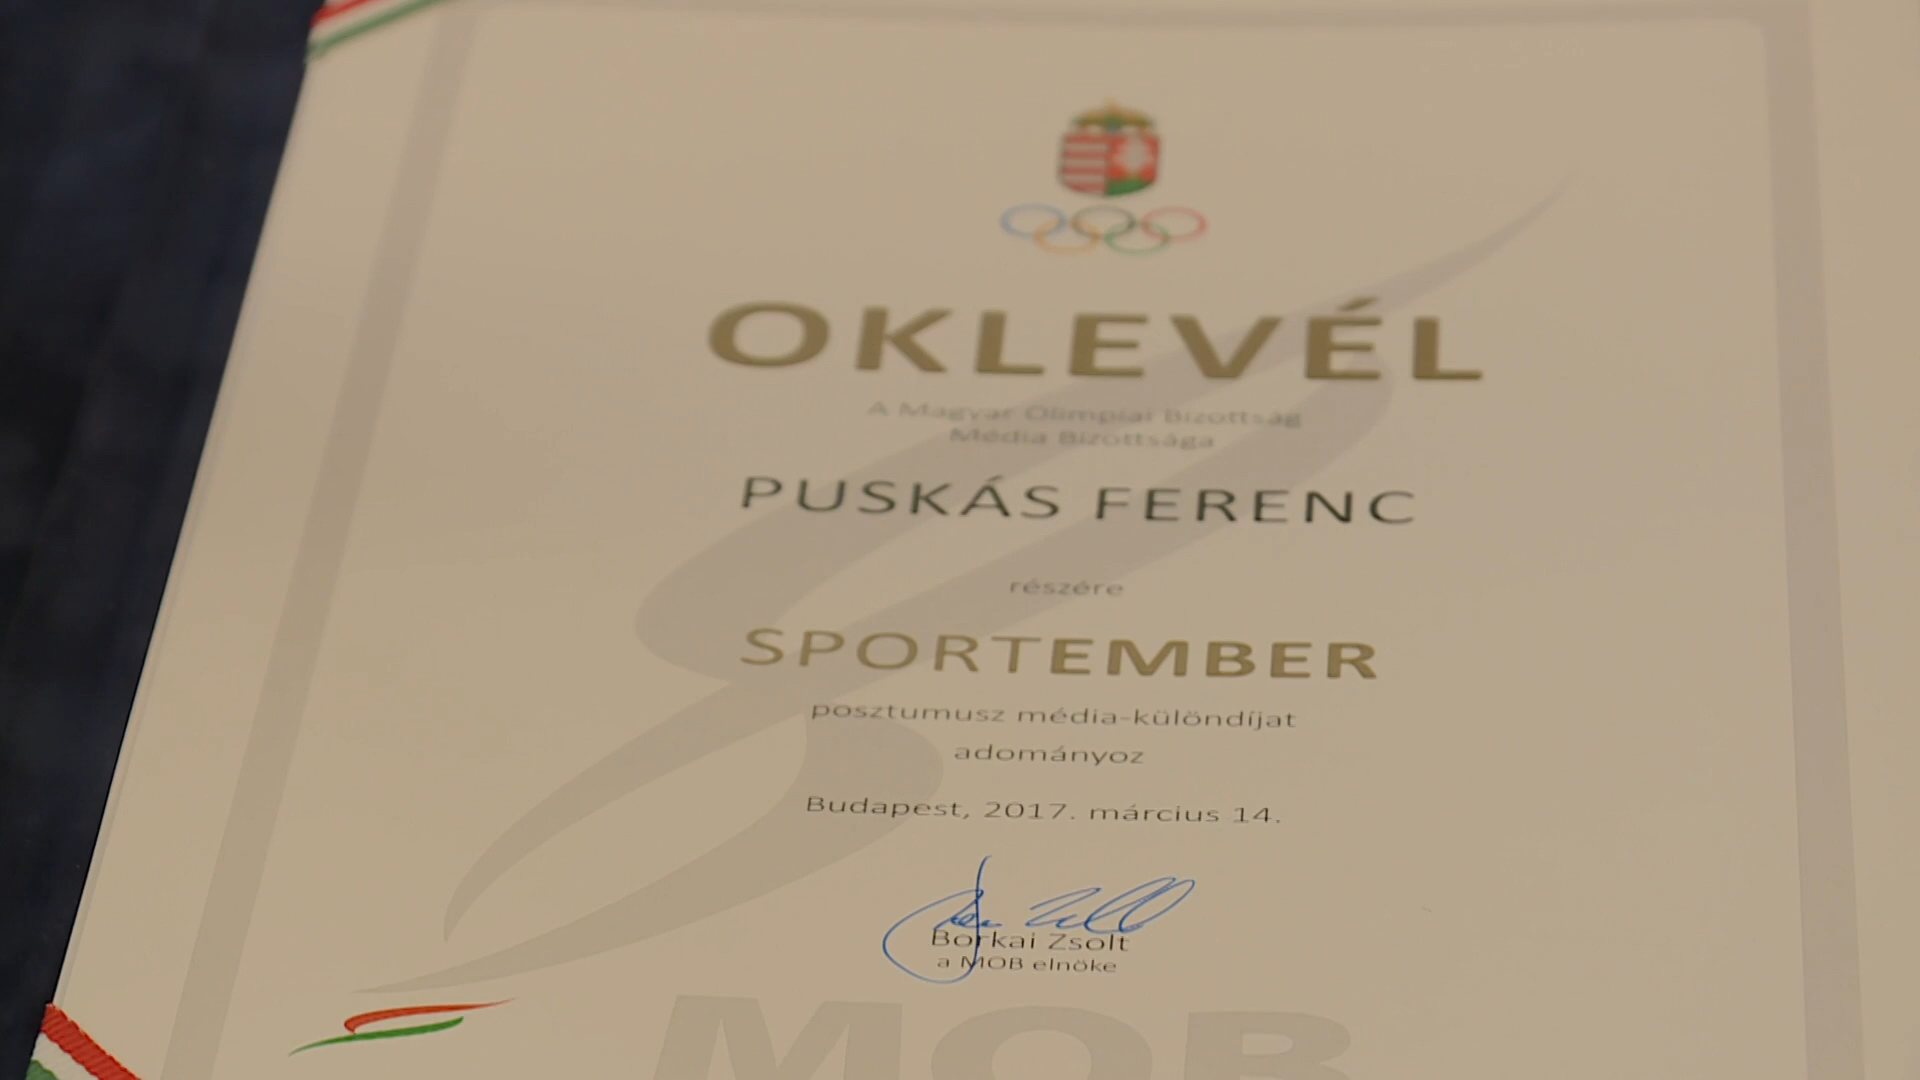 OKLEVÉL
A Magyar Olimpiai Bizottság
Média Bizottsága
PUSKÁS FERENC
részére
SPORTEMBER
posztumusz média-különdíjat
adományoz
Budapest, 2017. március 14.
Borkai Zsolt
a MOB elnöke
MOB